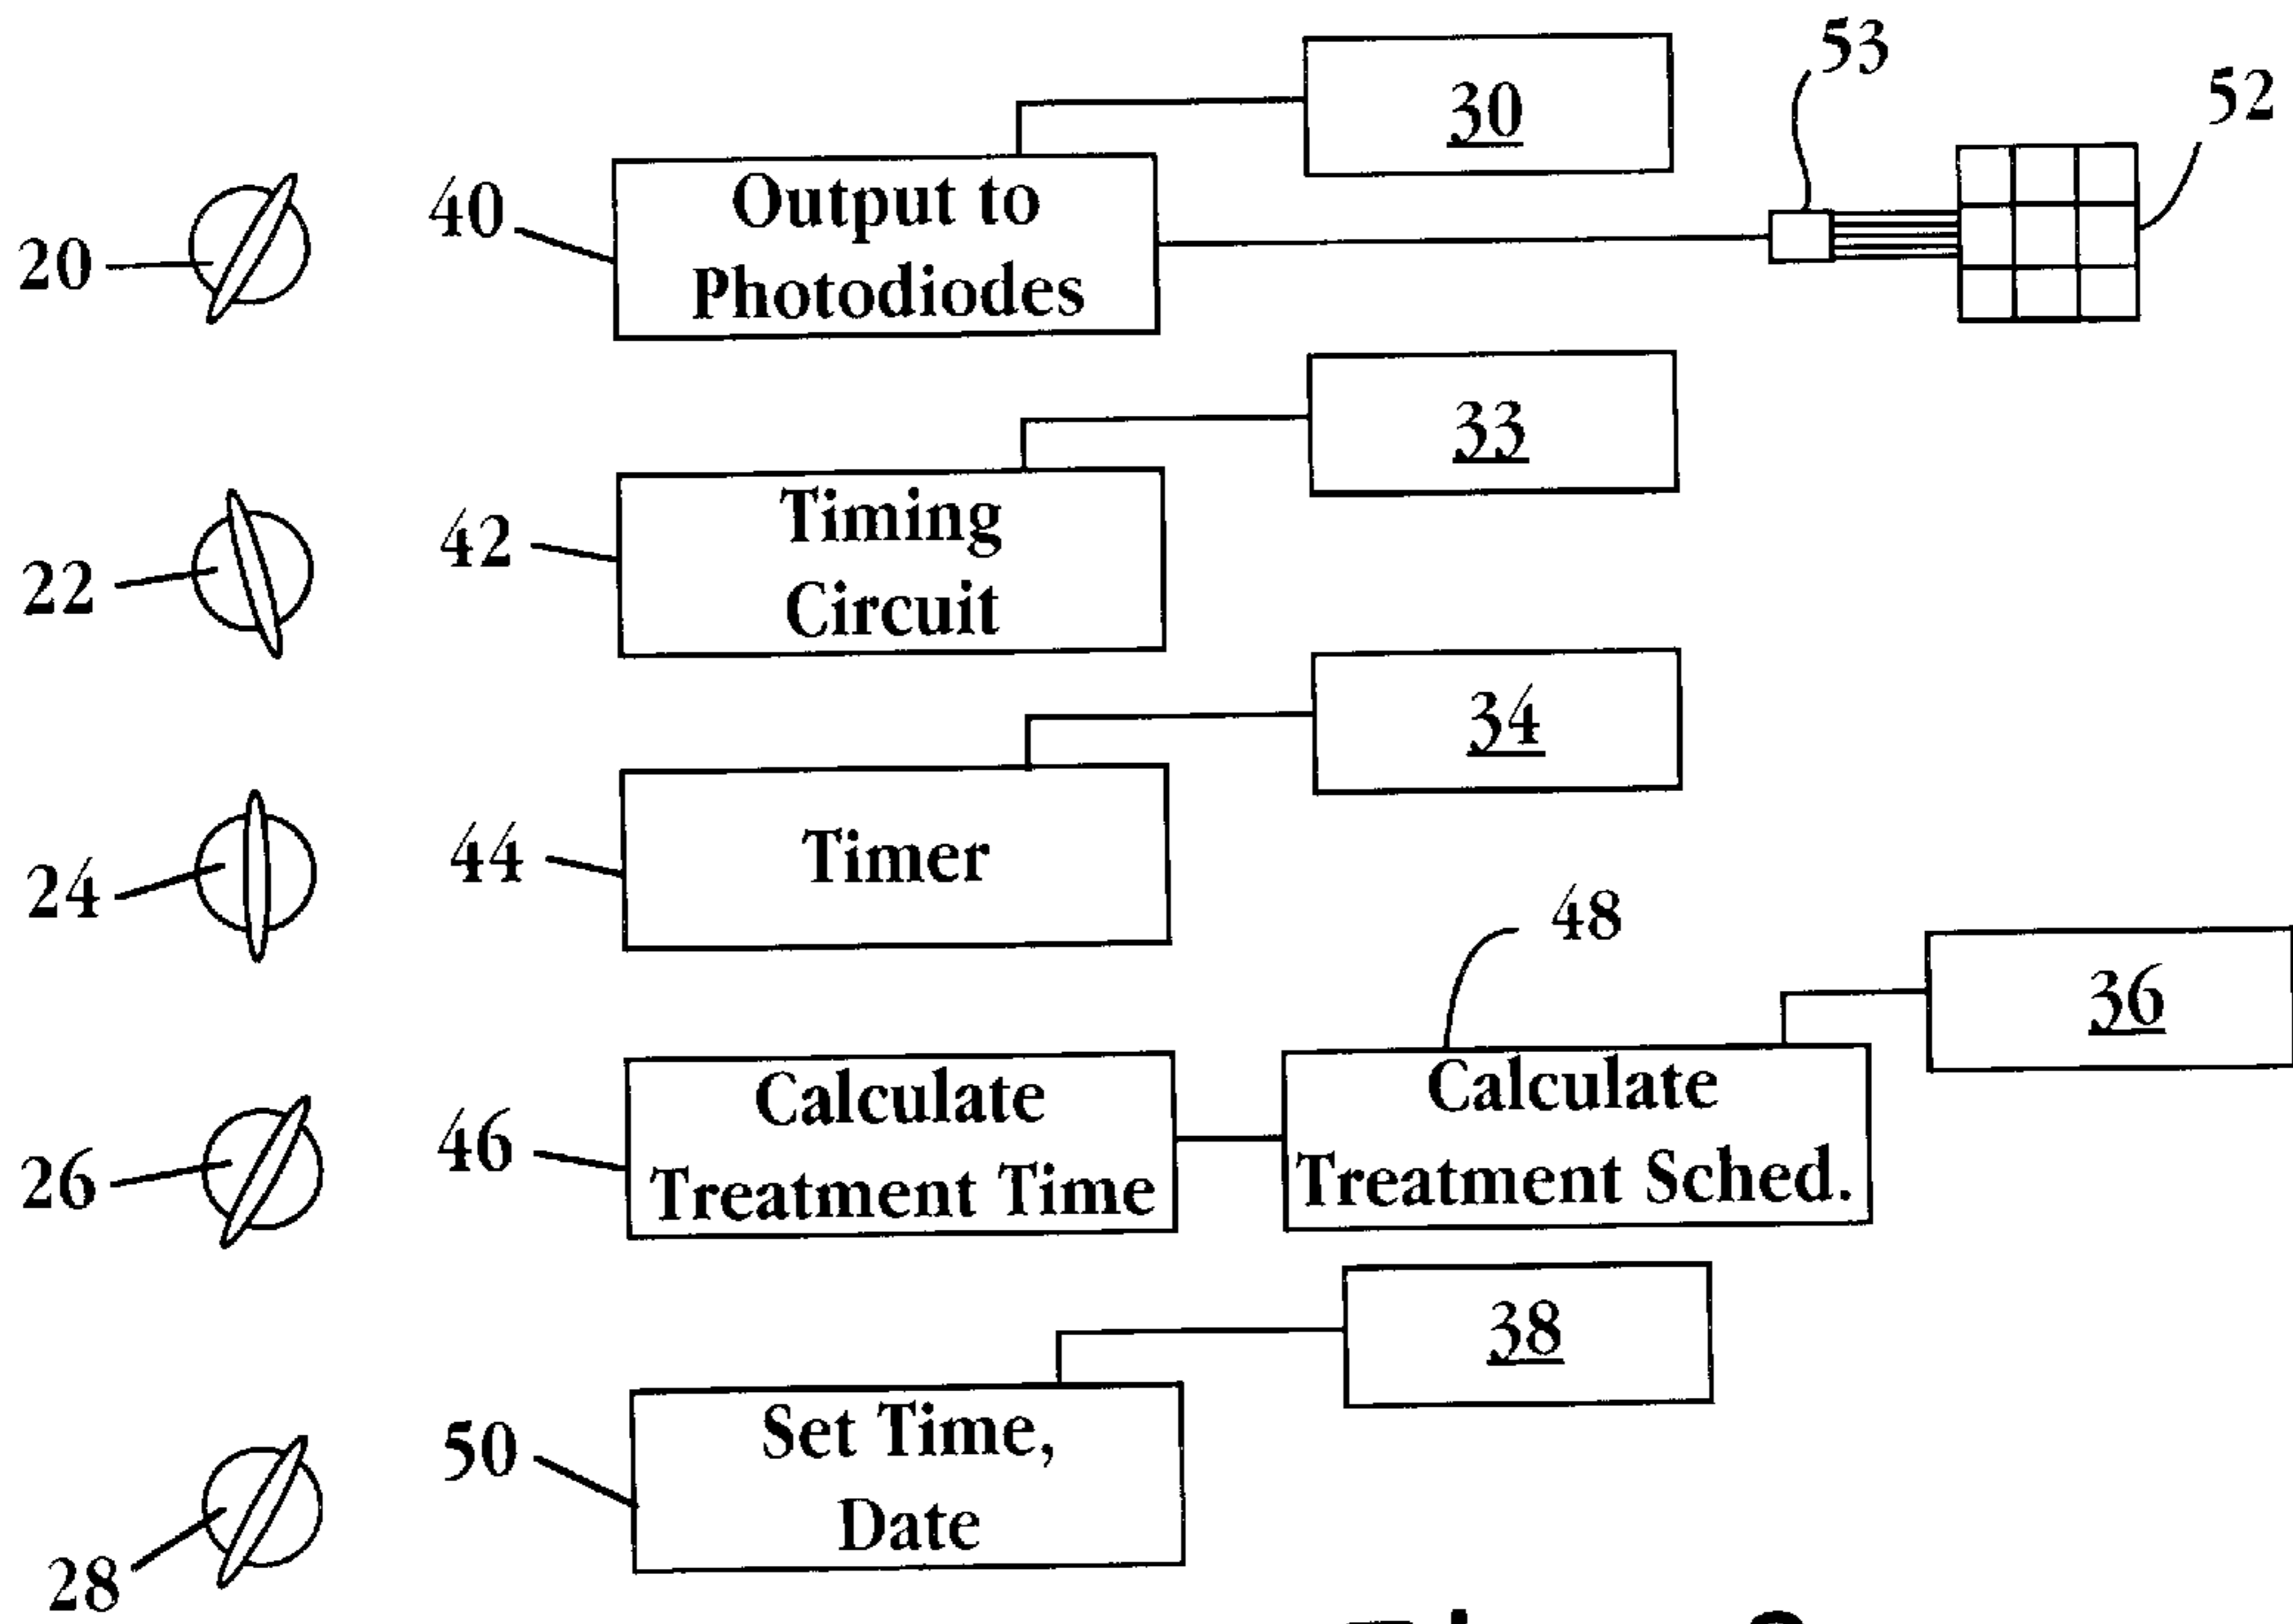 53
30
52
40
Output to
Photodiodes
20
33
42
Timing
Circuit
22
34
44
Timer
24
48
36
46
Calculate
Treatment Time
Calculate
Treatment Sched.
26
38
50
Set Time,
Date
28